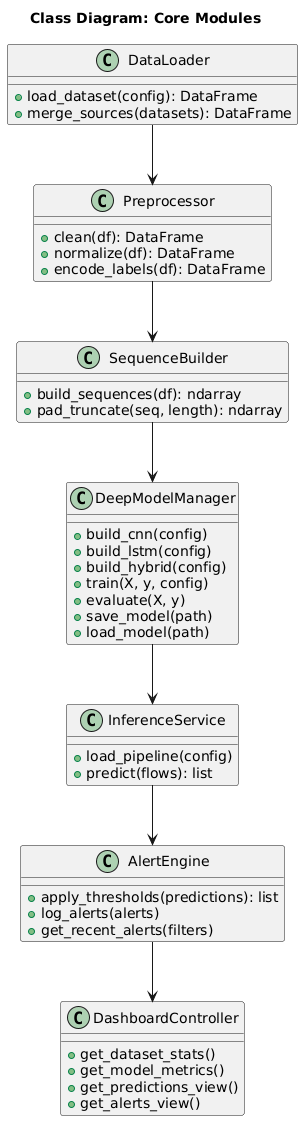 Class Diagram: Core Modules
C DataLoader
load_dataset(config): DataFrame
merge_sources(datasets): DataFrame
C Preprocessor
clean(df): DataFrame
normalize(df): DataFrame
encode_labels(df): DataFrame
C SequenceBuilder
build_sequences(df): ndarray
pad_truncate(seq, length): ndarray
C DeepModelManager
build_cnn(config)
build_lstm(config)
build_hybrid(config)
train(X, y, config)
evaluate(X, y)
save_model(path)
load_model(path)
C InferenceService
load_pipeline(config)
predict(flows): list
C AlertEngine
apply_thresholds(predictions): list
log_alerts(alerts)
get_recent_alerts(filters)
C DashboardController
get_dataset_stats()
get_model_metrics()
get_predictions_view()
get_alerts_view()